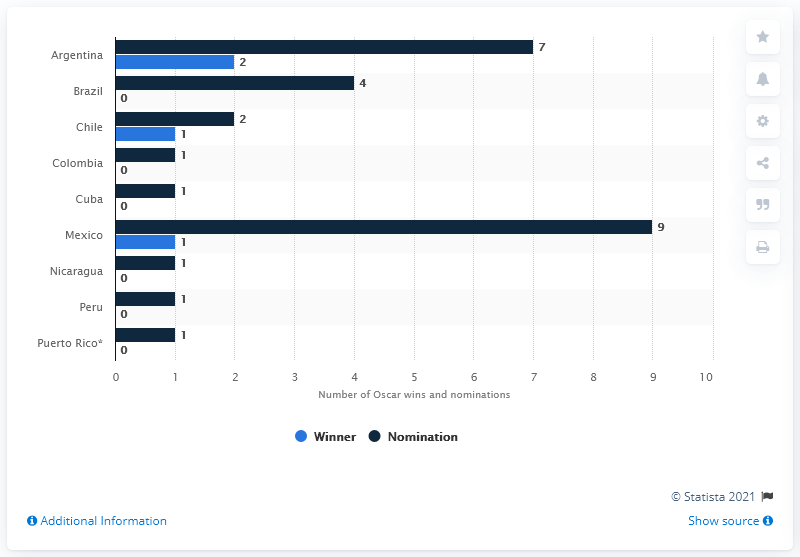 Argentina 7
2
Brazil 4
0
Chile 2
1
Colombia 1
0
Cuba 1
0
Mexico 9
1
Nicaragua 1
0
Peru 1
0
Puerto Rico* 1
0
0 1 2 3 4 5 6 7 8 9 10
Number of Oscar wins and nominations
Winner Nomination
© Statista 2021
Additional Information Show source